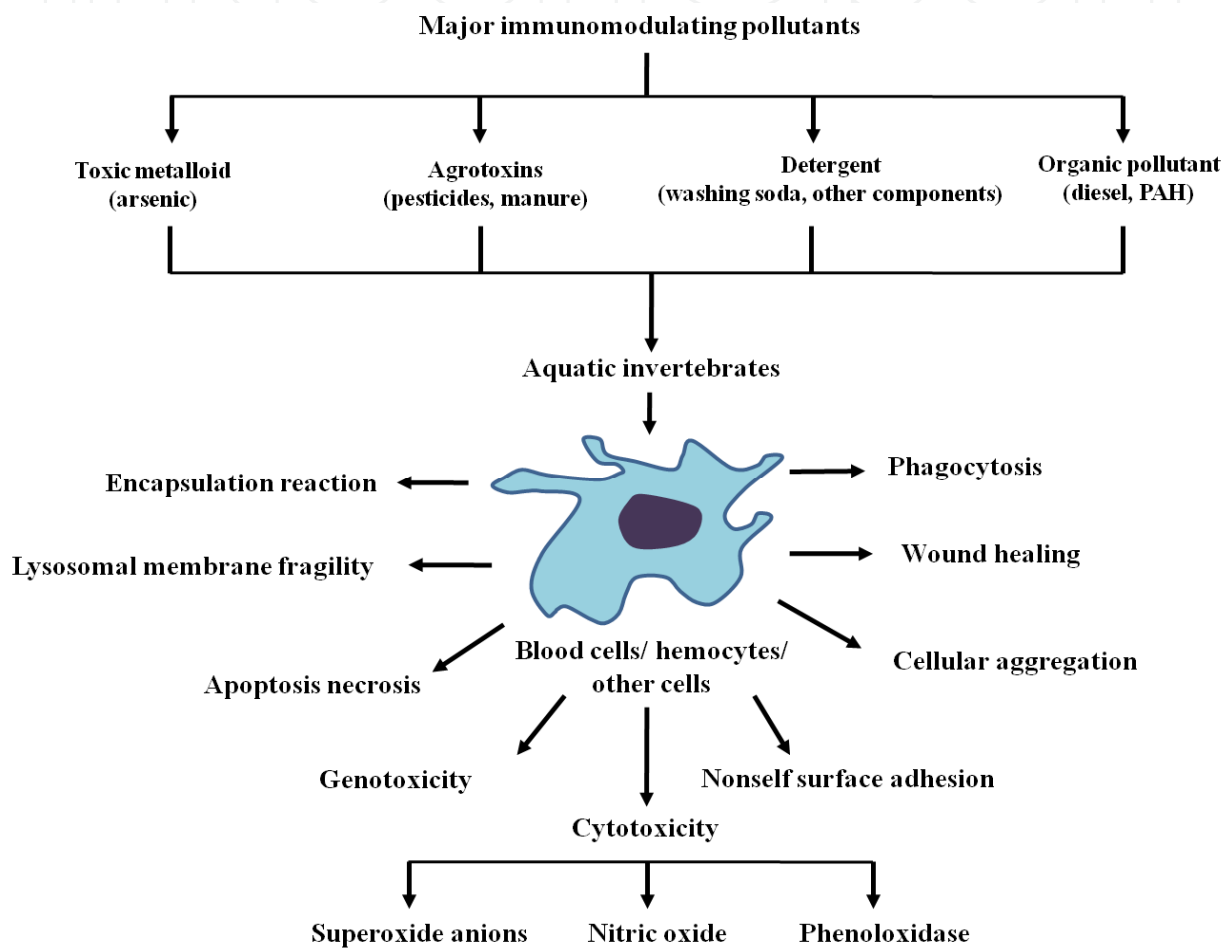 Major immunomodulating pollutants
Toxic metalloid
(arsenic)
Agrotoxins
(pesticides, manure)
Detergent
(washing soda, other components)
Organic pollutant
(diesel, PAH)
Aquatic invertebrates
Encapsulation reaction
Phagocytosis
Lysosomal membrane fragility
Wound healing
Blood cells/ hemocytes/
other cells
Apoptosis necrosis
Cellular aggregation
Genotoxicity
Nonself surface adhesion
Cytotoxicity
Superoxide anions
Nitric oxide
Phenoloxidase